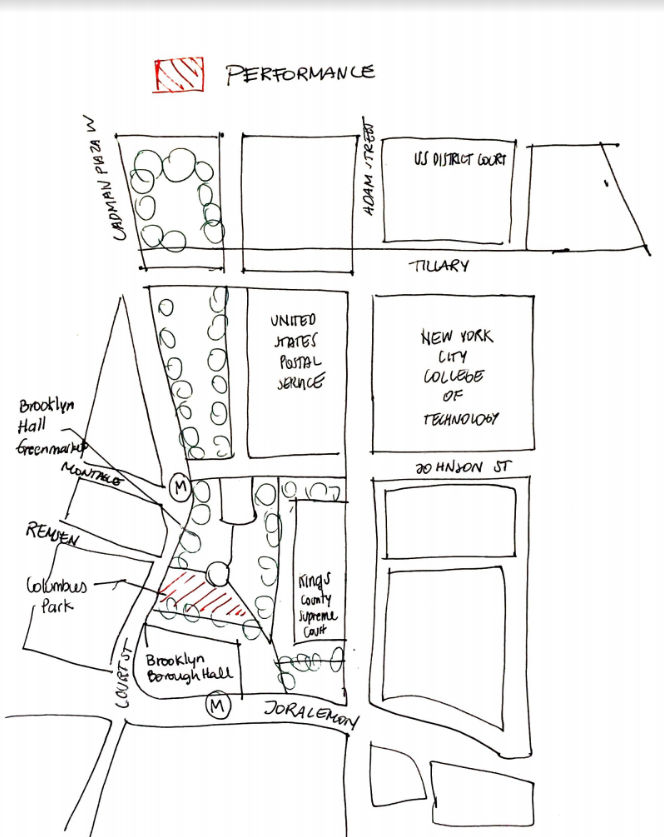 PERFORMANCE
CADMAN PLAZA W
ADAM STREET
US DISTRICT COURT
TILLARY
UNITED
STATES
POSTAL
SERVICE
NEW YORK
CITY
COLLEGE
OF
TECHNOLOGY
Brooklyn
Hall
Greenmarket
MONTAGUE
JOHNSON ST
M
REMSEN
Columbus
Park
Kings
County
Supreme
Court
Brooklyn
Borough Hall
COURT ST
M
JORALEMON